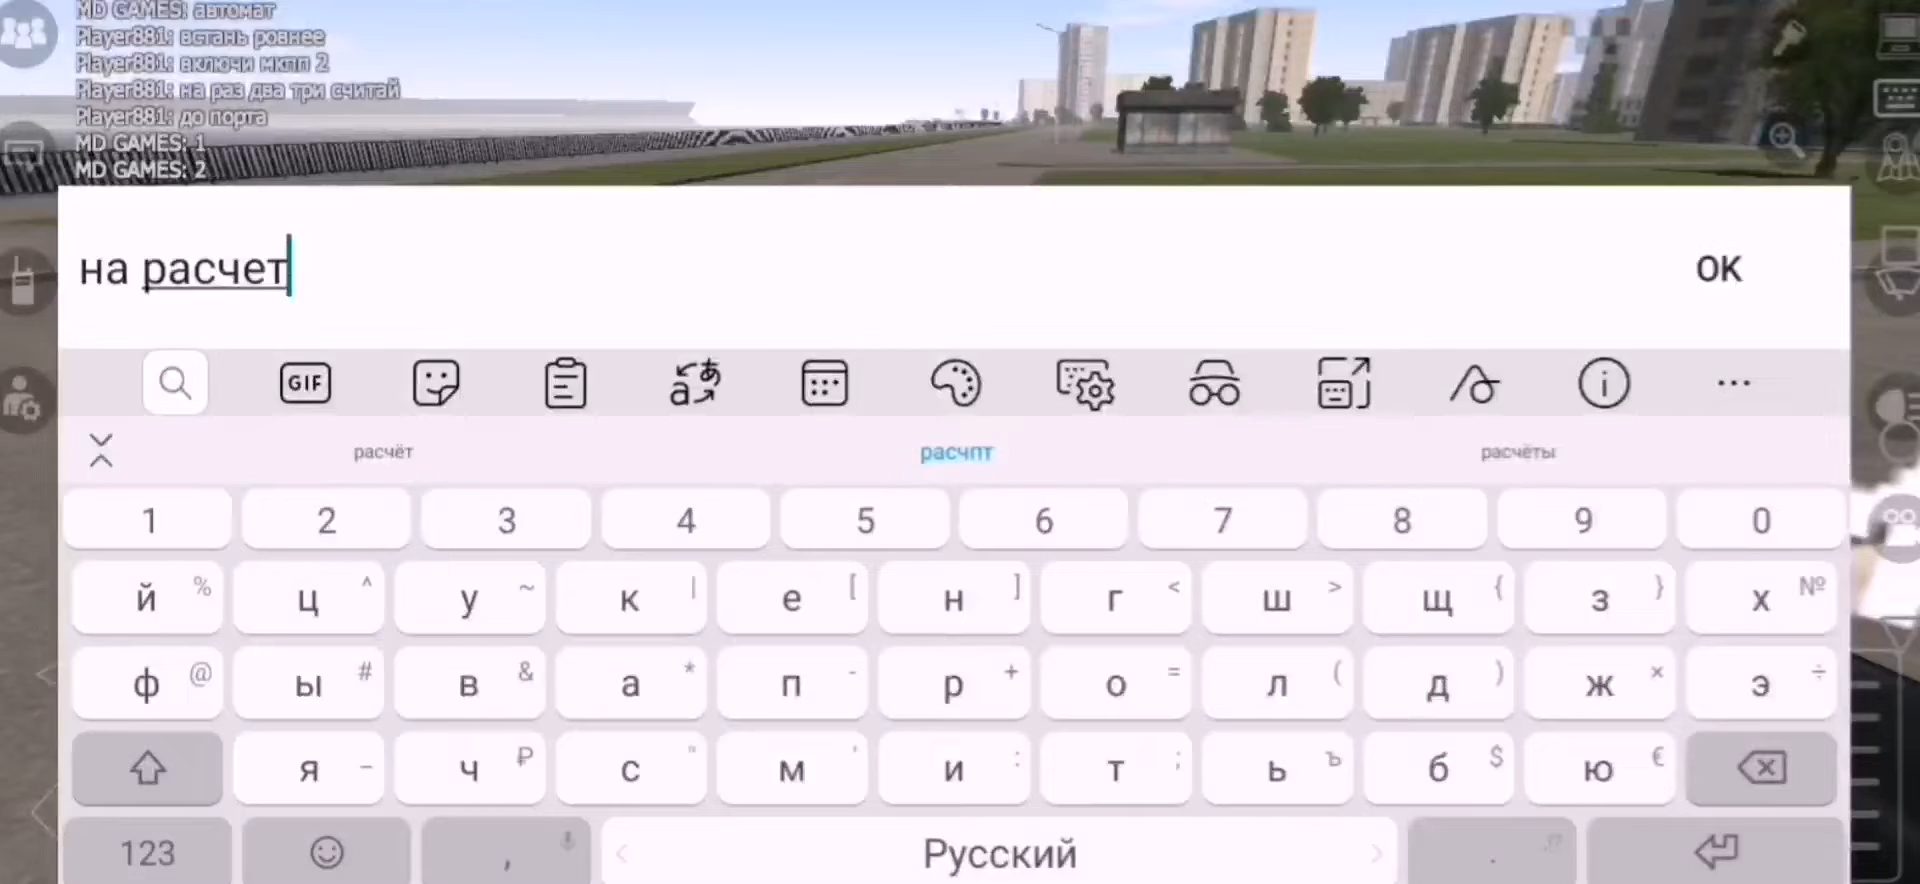 MD GAMES: автомат
Player881: встань ровнее
Player881: включи мкпп 2
Player881: на раз два три считай
Player881: до порта
MD GAMES: 1
MD GAMES: 2
на расчет
OK
GIF
расчёт расчпт расчёты
1 2 3 4 5 6 7 8 9 0
й % ц ^ у ~ к | е [ н ] г < ш > щ { з } х №
ф @ ы # в & а * п - р + о = л ( д ) ж × э ÷
я _ ч ₽ с " м ' и : т ; ь ъ б $ ю €
123 , Русский .